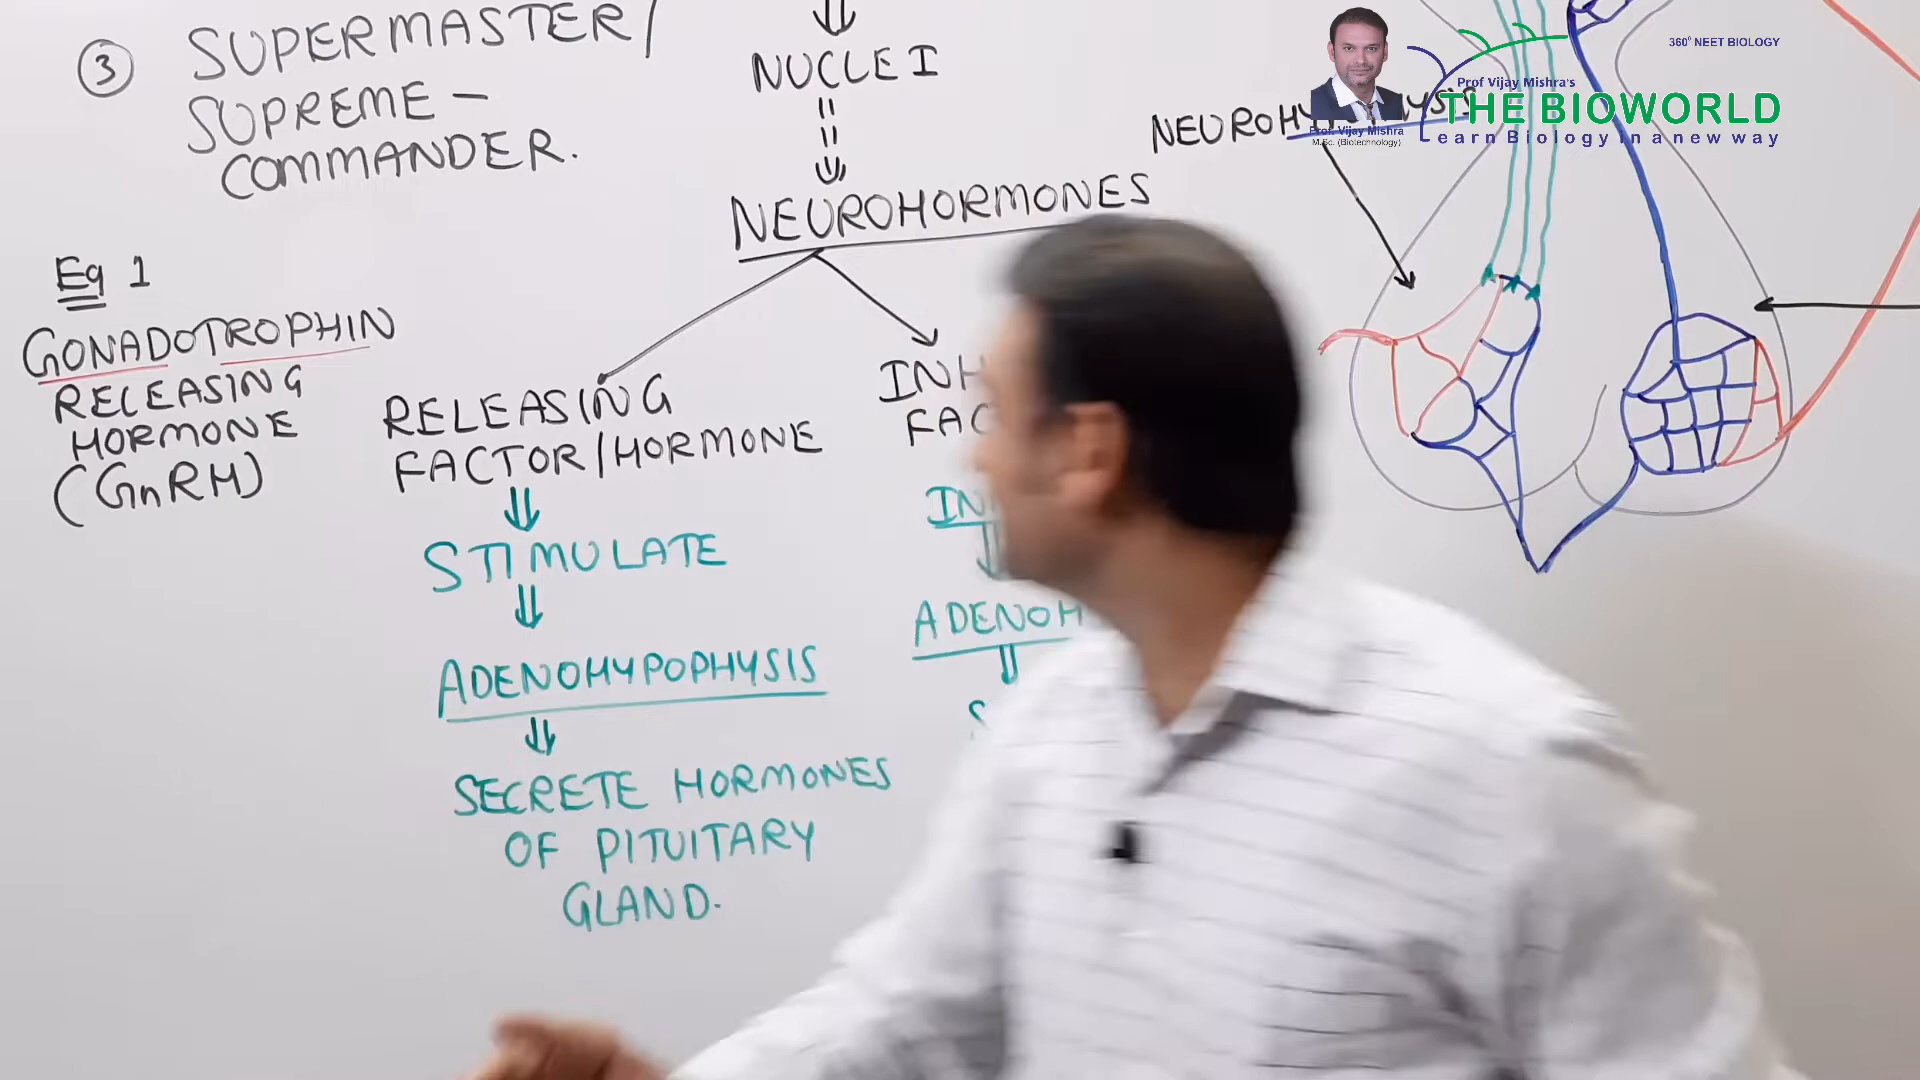 ③ SUPERMASTER/
SUPREME -
COMMANDER.
NUCLEI
NEUROHORMONES
Eg 1
GONADOTROPHIN
RELEASING
HORMONE
(GnRH)
RELEASING
FACTOR/HORMONE
STIMULATE
ADENOHYPOPHYSIS
SECRETE HORMONES
OF PITUITARY
GLAND.
INH
FAC
IN
ADENOH
S
360° NEET BIOLOGY
Prof Vijay Mishra's
THE BIOWORLD
Learn Biology in a new way
Prof. Vijay Mishra
M.Sc. (Biotechnology)